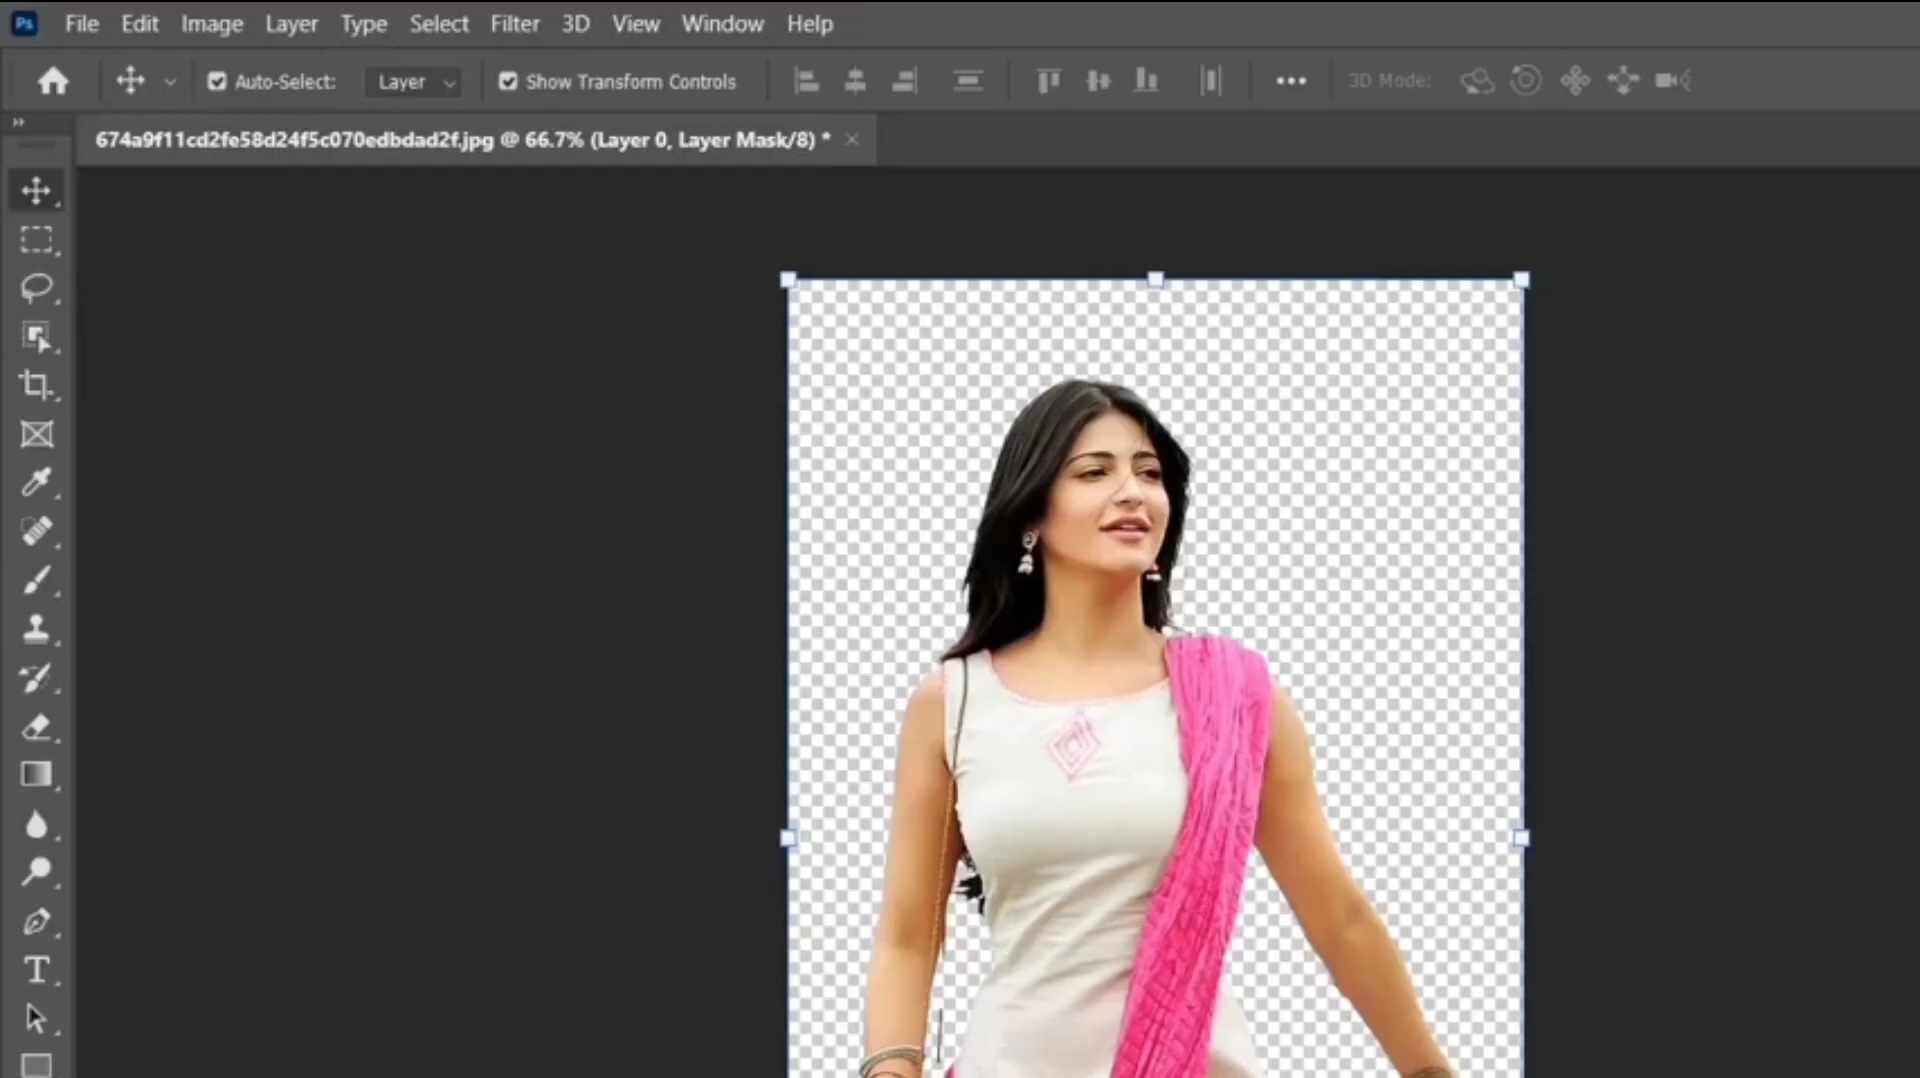 Ps File Edit Image Layer Type Select Filter 3D View Window Help
Auto-Select: Layer Show Transform Controls 3D Mode:
674a9f11cd2fe58d24f5c070edbdad2f.jpg @ 66.7% (Layer 0, Layer Mask/8) *